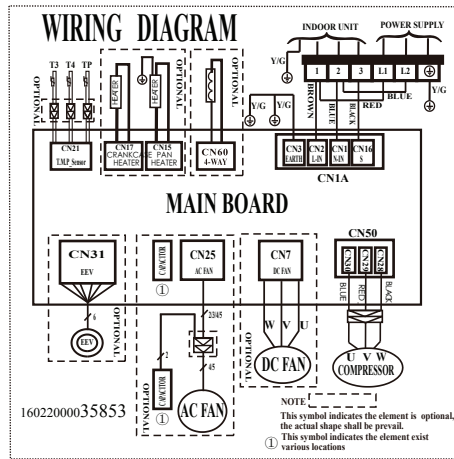 WIRING DIAGRAM
INDOOR UNIT
POWER SUPPLY
T3 T4 TP
OPTIONAL
HEATER
HEATER
OPTIONAL
OPTIONAL
Y/G
1 2 3 L1 L2
Y/G
BROWN
BLUE
BLACK
RED
BLUE
Y/G Y/G
CN21
T.MP_Sensor
CN17
CRANKCASE
HEATER
CN15
PAN
HEATER
CN60
4-WAY
CN3
EARTH
CN2
L-IN
CN1
N-IN
CN16
S
CN1A
MAIN BOARD
CN31
EEV
6
EEV
OPTIONAL
CAPACITOR
①
CN25
AC FAN
2/3/45
2
45
CAPACITOR
①
AC FAN
OPTIONAL
CN7
DC FAN
W V U
DC FAN
OPTIONAL
CN50
CN30
CN29
CN28
BLUE
RED
BLACK
U V W
COMPRESSOR
16022000035853
NOTE
This symbol indicates the element is optional,
the actual shape shall be prevail.
① This symbol indicates the element exist
various locations